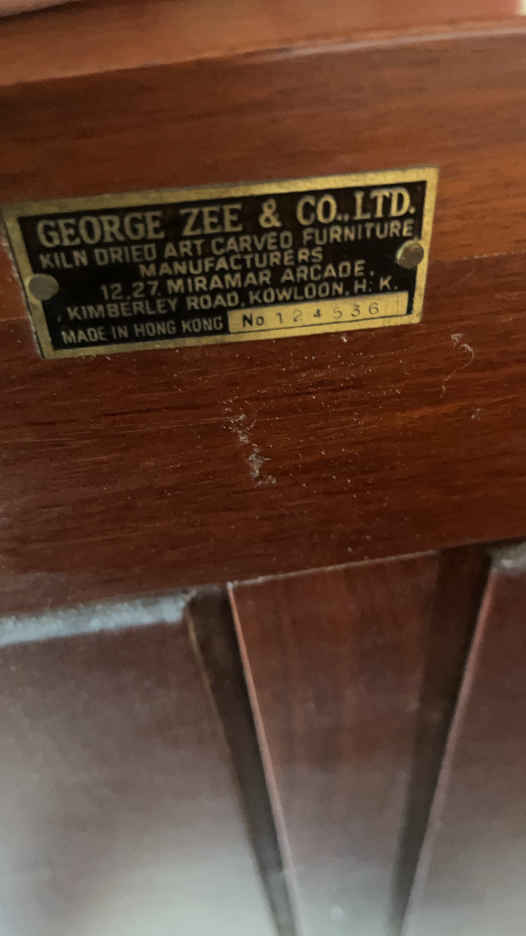 GEORGE ZEE & CO., LTD.
KILN DRIED ART CARVED FURNITURE
MANUFACTURERS
12, 27, MIRAMAR ARCADE,
KIMBERLEY ROAD, KOWLOON, H. K.
MADE IN HONG KONG No 124536